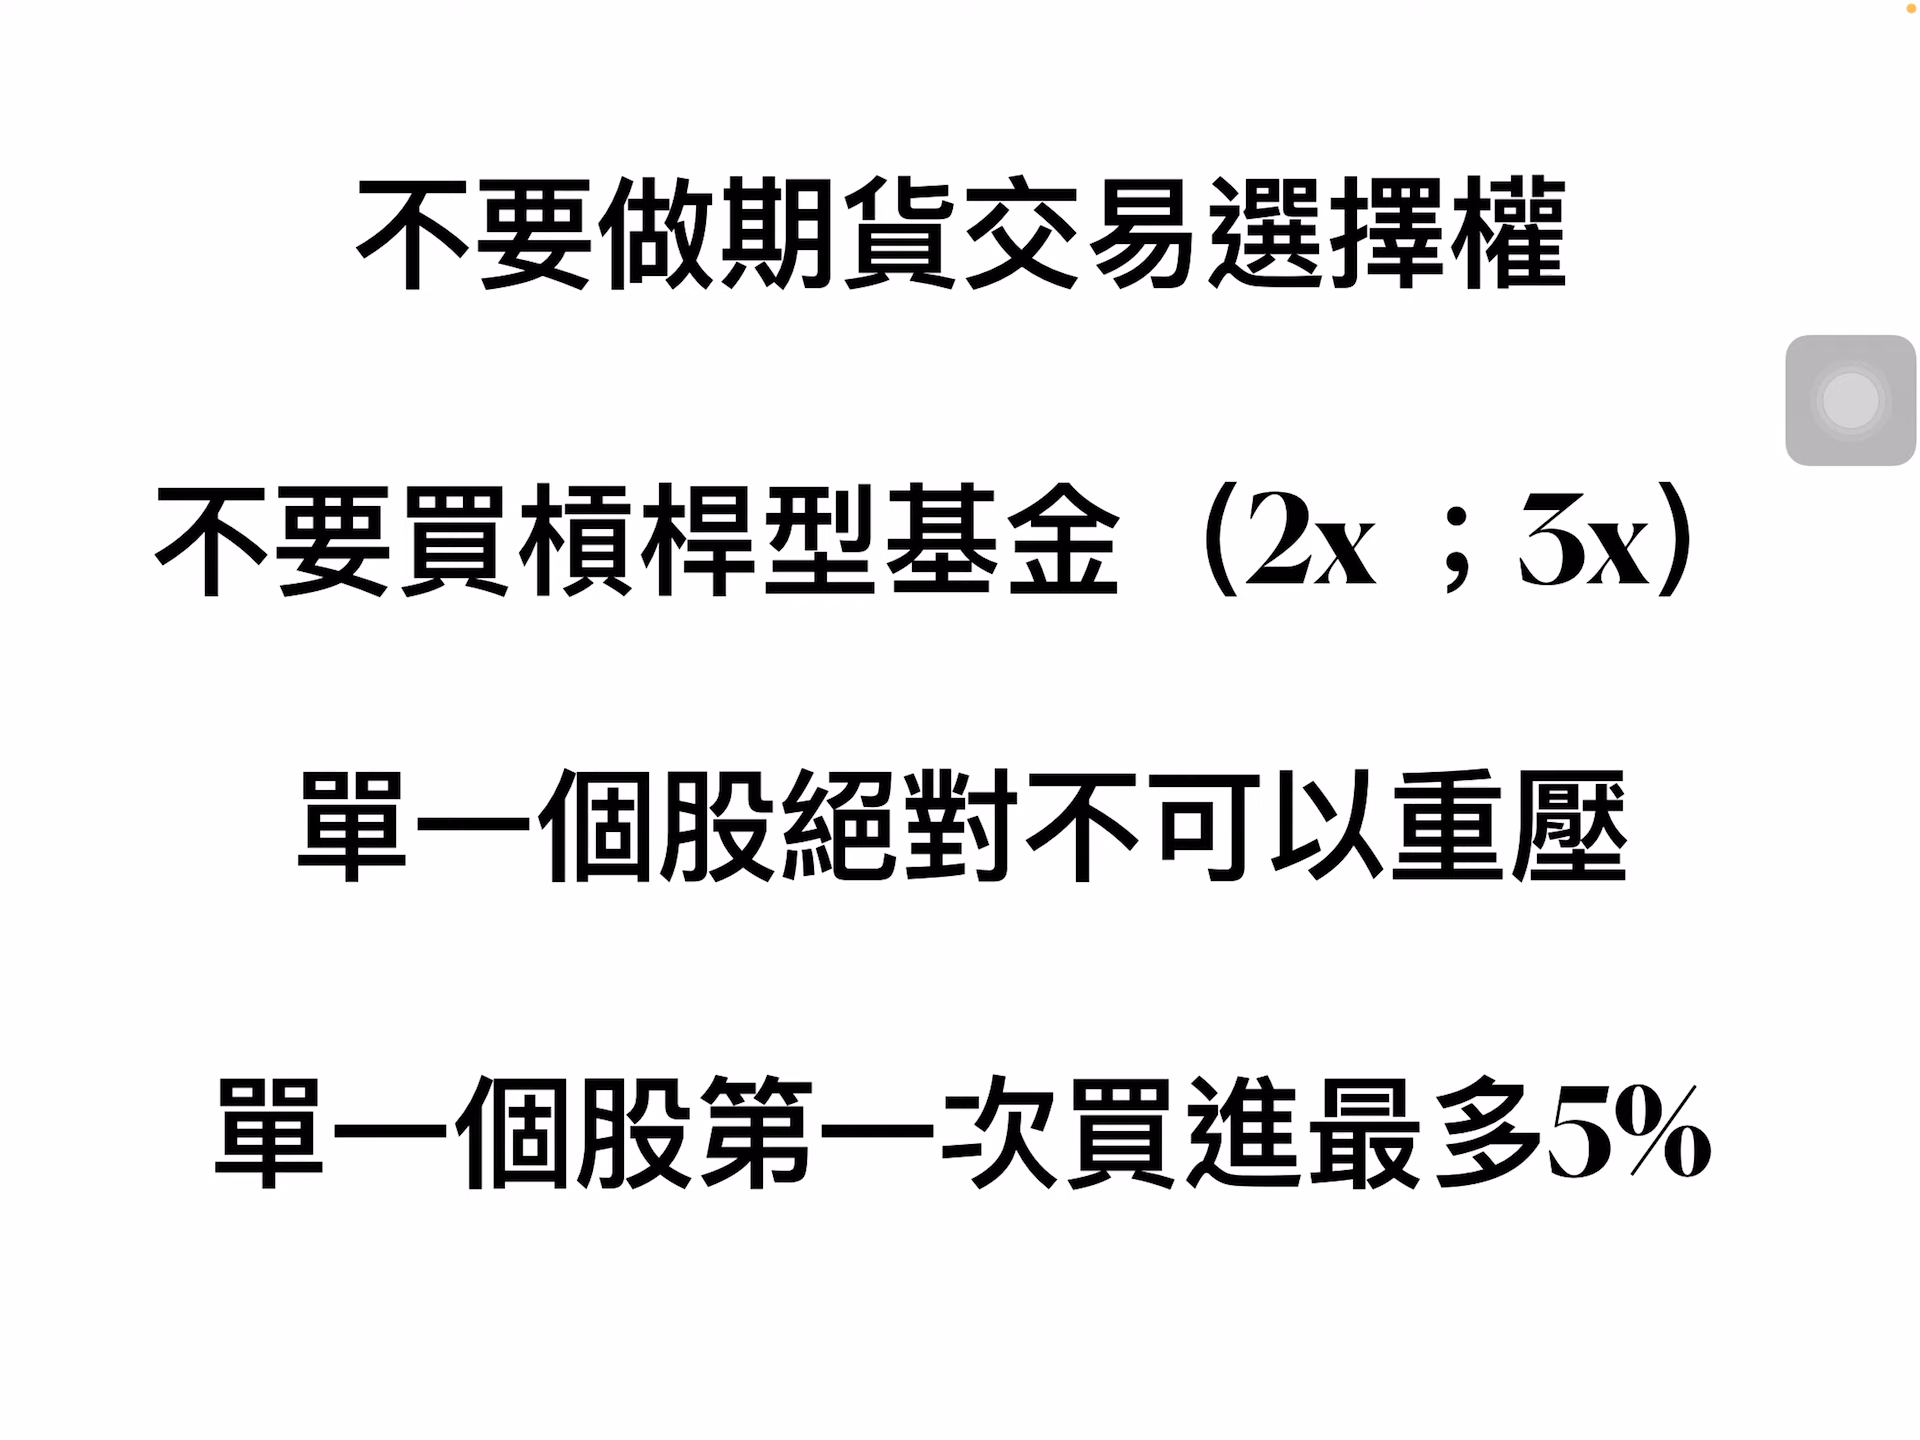 不要做期貨交易選擇權
不要買槓桿型基金（2x ；3x）
單一個股絕對不可以重壓
單一個股第一次買進最多5%